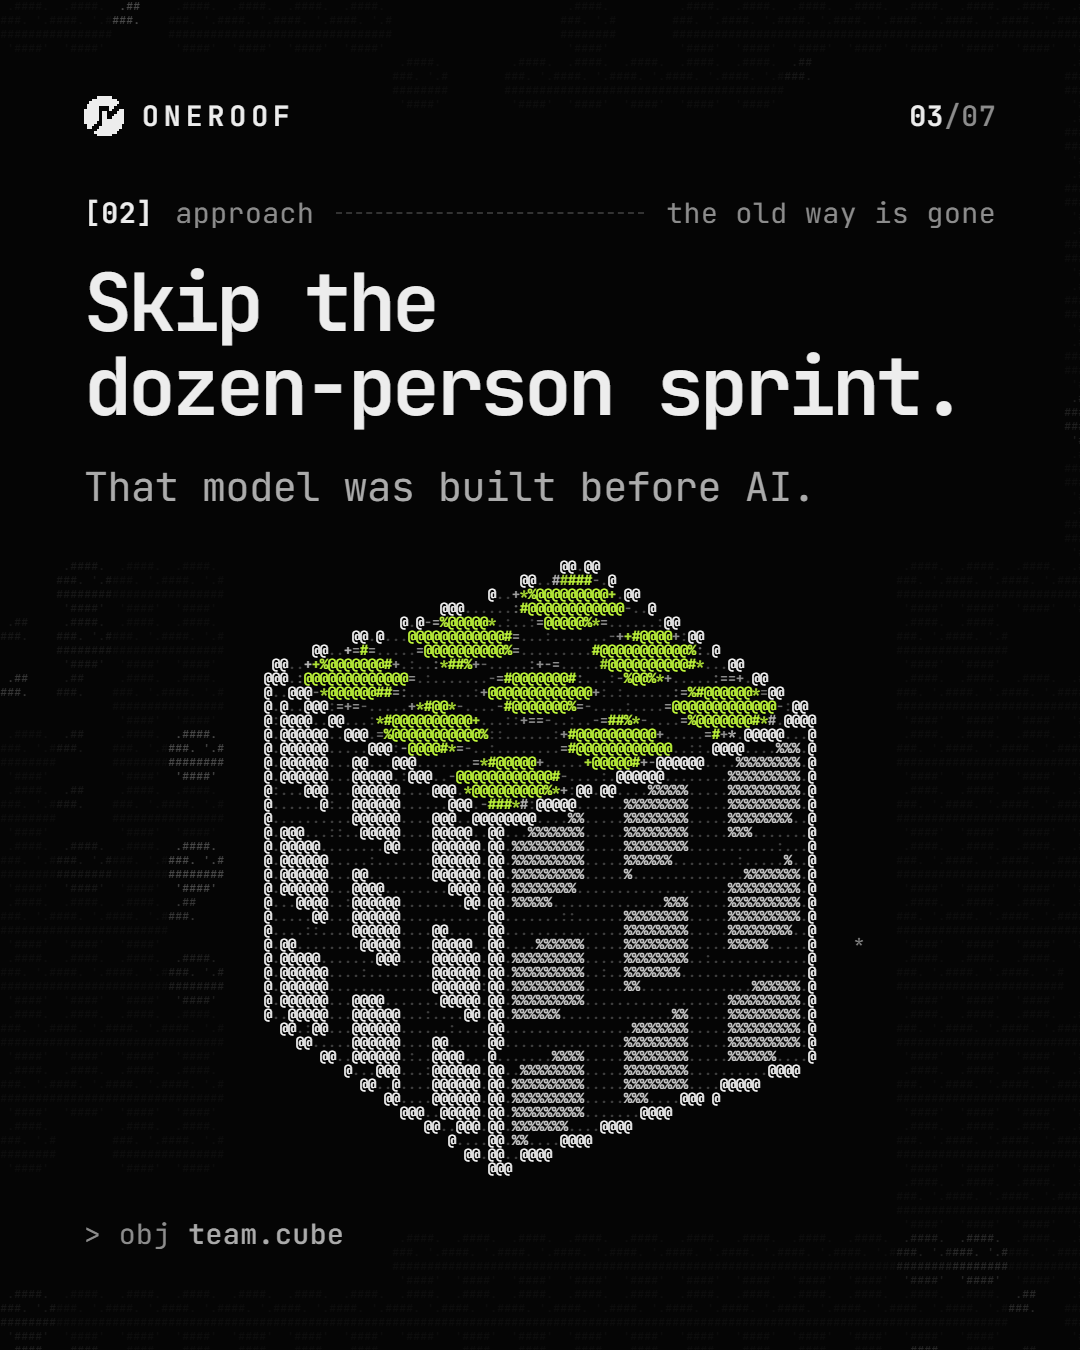 ONEROOF
03/07
[02] approach
the old way is gone
Skip the
dozen-person sprint.
That model was built before AI.
> obj team.cube